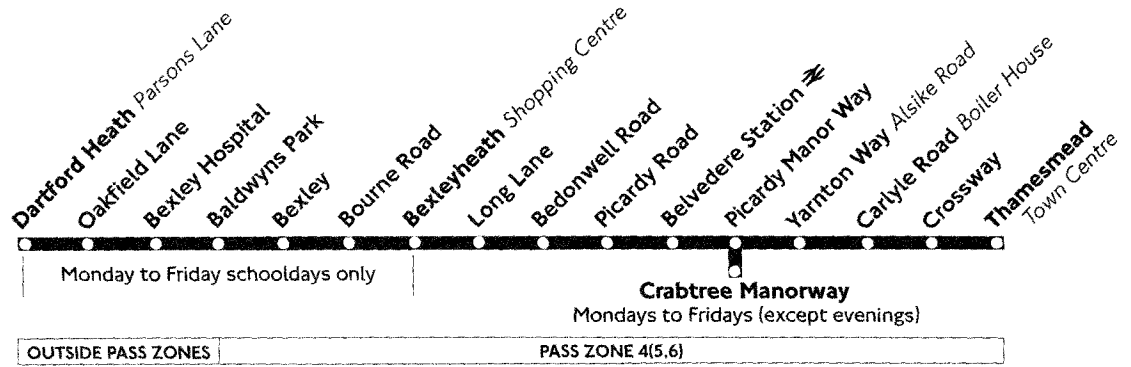 Dartford Heath Parsons Lane
Oakfield Lane
Bexley Hospital
Baldwyns Park
Bexley
Bourne Road
Bexleyheath Shopping Centre
Long Lane
Bedonwell Road
Picardy Road
Belvedere Station
Picardy Manor Way
Yarnton Way Alsike Road
Carlyle Road Boiler House
Crossway
Thamesmead
Town Centre
Monday to Friday schooldays only
Crabtree Manorway
Mondays to Fridays (except evenings)
OUTSIDE PASS ZONES
PASS ZONE 4(5,6)